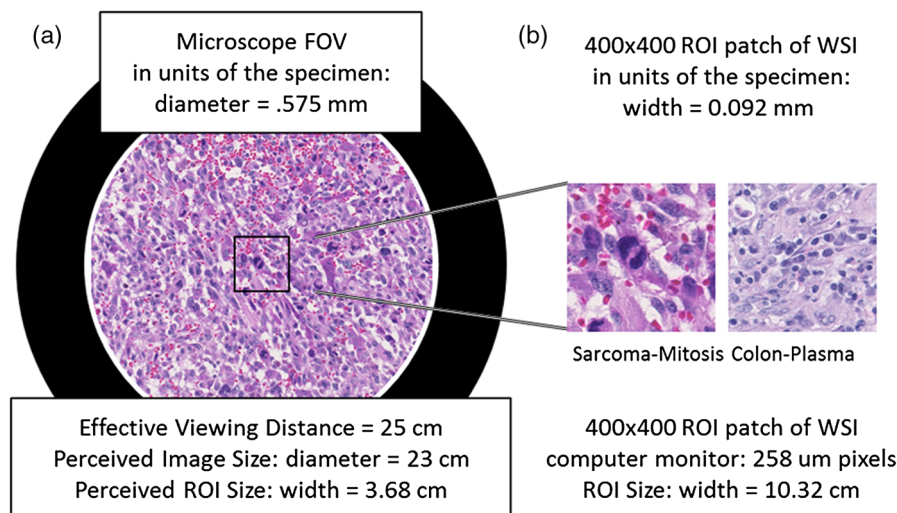 (a)
Microscope FOV
in units of the specimen:
diameter = .575 mm
Effective Viewing Distance = 25 cm
Perceived Image Size: diameter = 23 cm
Perceived ROI Size: width = 3.68 cm
(b)
400x400 ROI patch of WSI
in units of the specimen:
width = 0.092 mm
Sarcoma-Mitosis Colon-Plasma
400x400 ROI patch of WSI
computer monitor: 258 um pixels
ROI Size: width = 10.32 cm